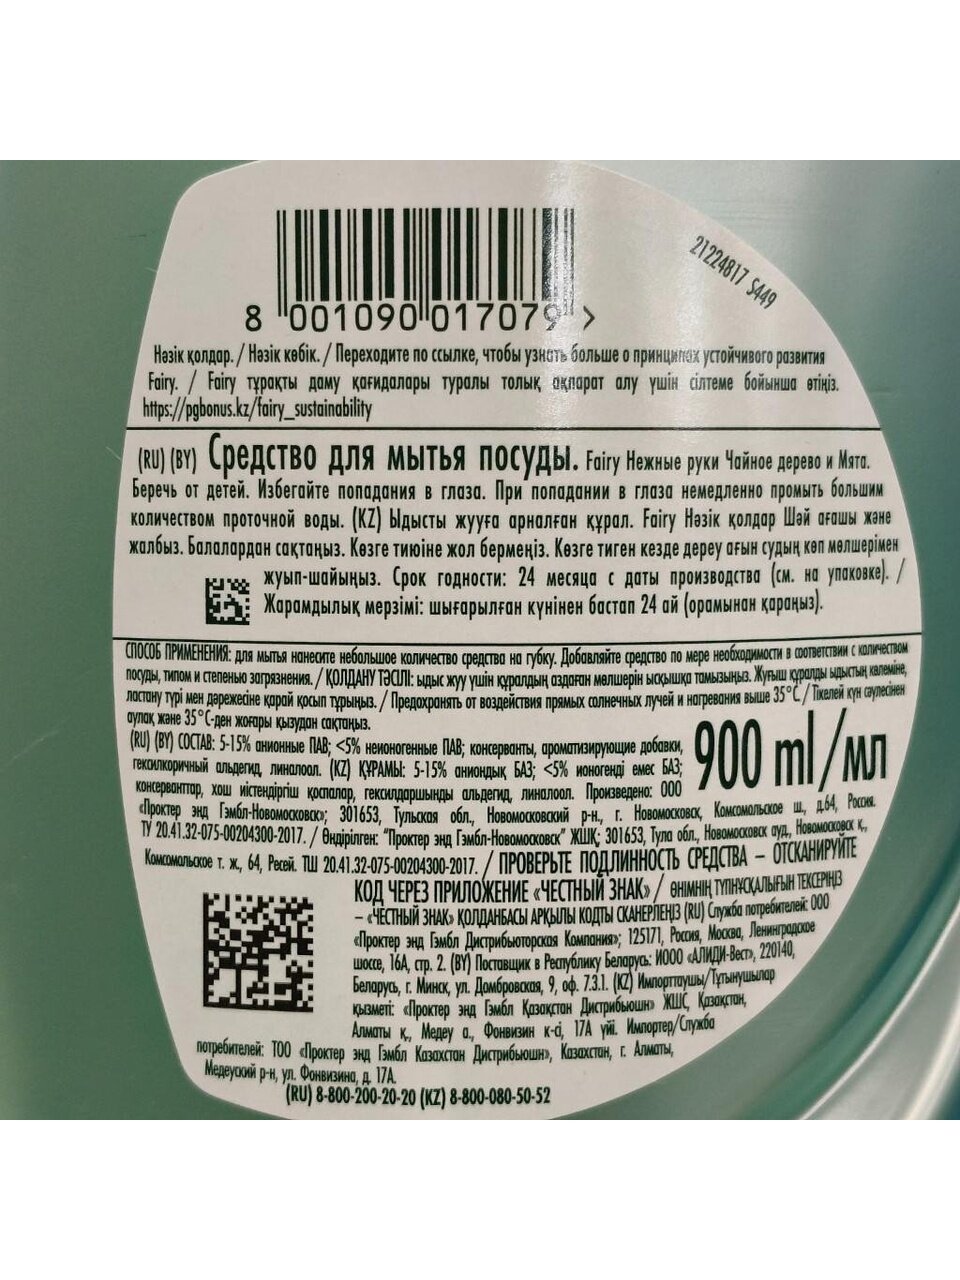 21224817 S449
8 001090 017079 >
Нәзік қолдар. / Нәзік көбік. / Переходите по ссылке, чтобы узнать больше о принципах устойчивого развития
Fairy. / Fairy тұрақты даму қағидалары туралы толық ақпарат алу үшін сілтеме бойынша өтіңіз.
https://pgbonus.kz/fairy_sustainability
(RU) (BY) Средство для мытья посуды. Fairy Нежные руки Чайное дерево и Мята.
Беречь от детей. Избегайте попадания в глаза. При попадании в глаза немедленно промыть большим
количеством проточной воды. (KZ) Ыдысты жууға арналған құрал. Fairy Нәзік қолдар Шәй ағашы және
жалбыз. Балалардан сақтаңыз. Көзге тиюіне жол бермеңіз. Көзге тиген кезде дереу ағын судың көп мөлшерімен
жуып-шайыңыз. Срок годности: 24 месяца с даты производства (см. на упаковке). /
Жарамдылық мерзімі: шығарылған күнінен бастап 24 ай (орамынан қараңыз).
СПОСОБ ПРИМЕНЕНИЯ: для мытья нанесите небольшое количество средства на губку. Добавляйте средство по мере необходимости в соответствии с количеством
посуды, типом и степенью загрязнения. / ҚОЛДАНУ ТӘСІЛІ: ыдыс жуу үшін құралдың аздаған мөлшерін ысқышқа тамызыңыз. Жуғыш құралды ыдыстың көлеміне,
ластану түрі мен дәрежесіне қарай қосып тұрыңыз. / Предохранять от воздействия прямых солнечных лучей и нагревания выше 35°C / Тікелей күн сәулесінен
аулақ және 35°C-ден жоғары қызудан сақтаңыз.
(RU) (BY) СОСТАВ: 5-15% анионные ПАВ; <5% неионогенные ПАВ; консерванты, ароматизирующие добавки,
гексилкоричный альдегид, линалоол. (KZ) ҚҰРАМЫ: 5-15% аниондық БАЗ; <5% ионогенді емес БАЗ;
консерванттар, хош иістендіргіш қоспалар, гексилдаршынды альдегид, линалоол. Произведено: ООО
900 ml/мл
«Проктер энд Гэмбл-Новомосковск»; 301653, Тульская обл., Новомосковский р-н., г. Новомосковск, Комсомольское ш., д.64, Россия.
ТУ 20.41.32-075-00204300-2017. / Өндірілген: "Проктер энд Гэмбл-Новомосковск" ЖШҚ; 301653, Тула обл., Новомосковск ауд., Новомосковск қ.,
Комсомольское т. ж., 64, Ресей. ТШ 20.41.32-075-00204300-2017. / ПРОВЕРЬТЕ ПОДЛИННОСТЬ СРЕДСТВА – ОТСКАНИРУЙТЕ
КОД ЧЕРЕЗ ПРИЛОЖЕНИЕ «ЧЕСТНЫЙ ЗНАК» / ӨНІМНІҢ ТҮПНҰСҚАЛЫҒЫН ТЕКСЕРІҢІЗ
– «ЧЕСТНЫЙ ЗНАК» ҚОЛДАНБАСЫ АРҚЫЛЫ КОДТЫ СКАНЕРЛЕҢІЗ (RU) Служба потребителей: ООО
«Проктер энд Гэмбл Дистрибьюторская Компания»; 125171, Россия, Москва, Ленинградское
шоссе, 16А, стр. 2. (BY) Поставщик в Республику Беларусь: ИООО «АЛИДИ-Вест», 220140,
Беларусь, г. Минск, ул. Домбровская, 9, оф. 7.3.1. (KZ) Импорттаушы/Тұтынушылар
қызметі: «Проктер энд Гэмбл Қазақстан Дистрибьюшн» ЖШС, Қазақстан,
Алматы қ., Медеу а., Фонвизин к-сі, 17А үйі. Импортер/Служба
потребителей: ТОО «Проктер энд Гэмбл Казахстан Дистрибьюшн», Казахстан, г. Алматы,
Медеуский р-н, ул. Фонвизина, д. 17А.
(RU) 8-800-200-20-20 (KZ) 8-800-080-50-52